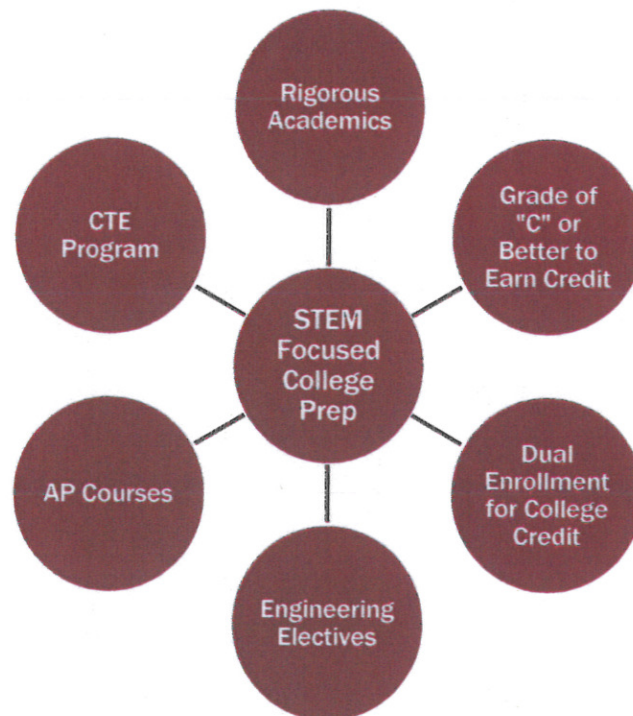 Rigorous
Academics
Grade of
"C" or
Better to
Earn Credit
Dual
Enrollment
for College
Credit
Engineering
Electives
AP Courses
CTE
Program
STEM
Focused
College
Prep